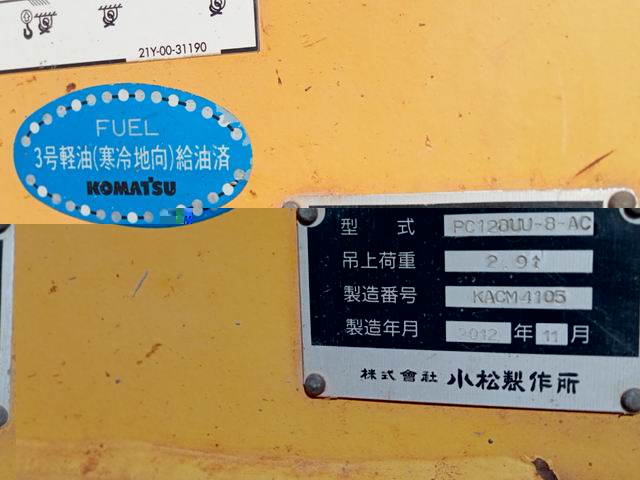 21Y-00-31190
FUEL
3号軽油(寒冷地向)給油済
KOMATSU
型 式 PC128UU-8-AC
吊上荷重 2.9t
製造番号 KACM4105
製造年月 2012 年 11 月
株式會社 小松製作所